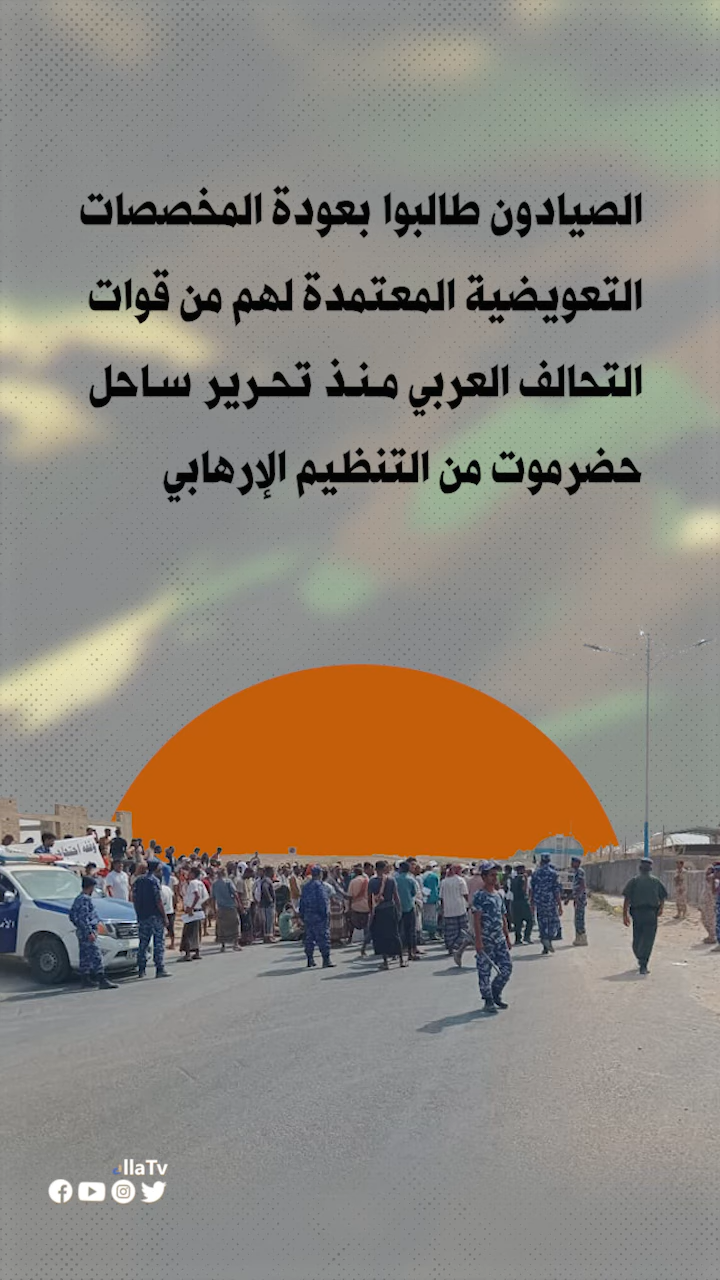 الصيادون طالبوا بعودة المخصصات
التعويضية المعتمدة لهم من قوات
التحالف العربي منذ تحرير ساحل
حضرموت من التنظيم الإرهابي
وقفة
llaTv